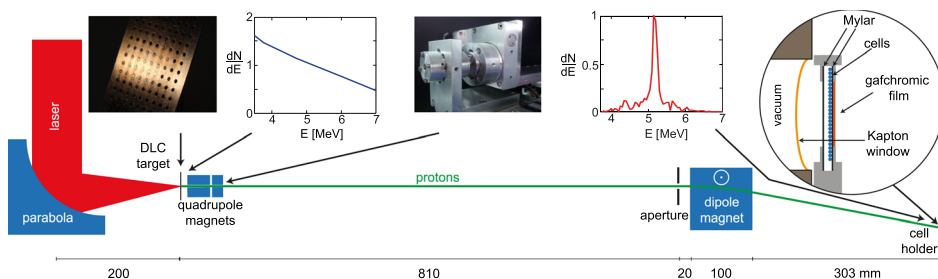 laser
parabola
DLC
target
dN
dE
2
1
0
3 4 5 6 7
E [MeV]
quadrupole
magnets
protons
dN
dE
1
0.5
0
4 5 6 7
E [MeV]
aperture
dipole
magnet
vacuum
Mylar
cells
gafchromic
film
Kapton
window
cell
holder
200 810 20 100 303 mm